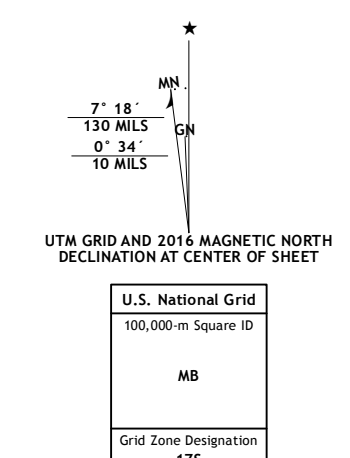 ★
MN
7° 18´
130 MILS
GN
0° 34´
10 MILS
UTM GRID AND 2016 MAGNETIC NORTH
DECLINATION AT CENTER OF SHEET
U.S. National Grid
100,000-m Square ID
MB
Grid Zone Designation
17S